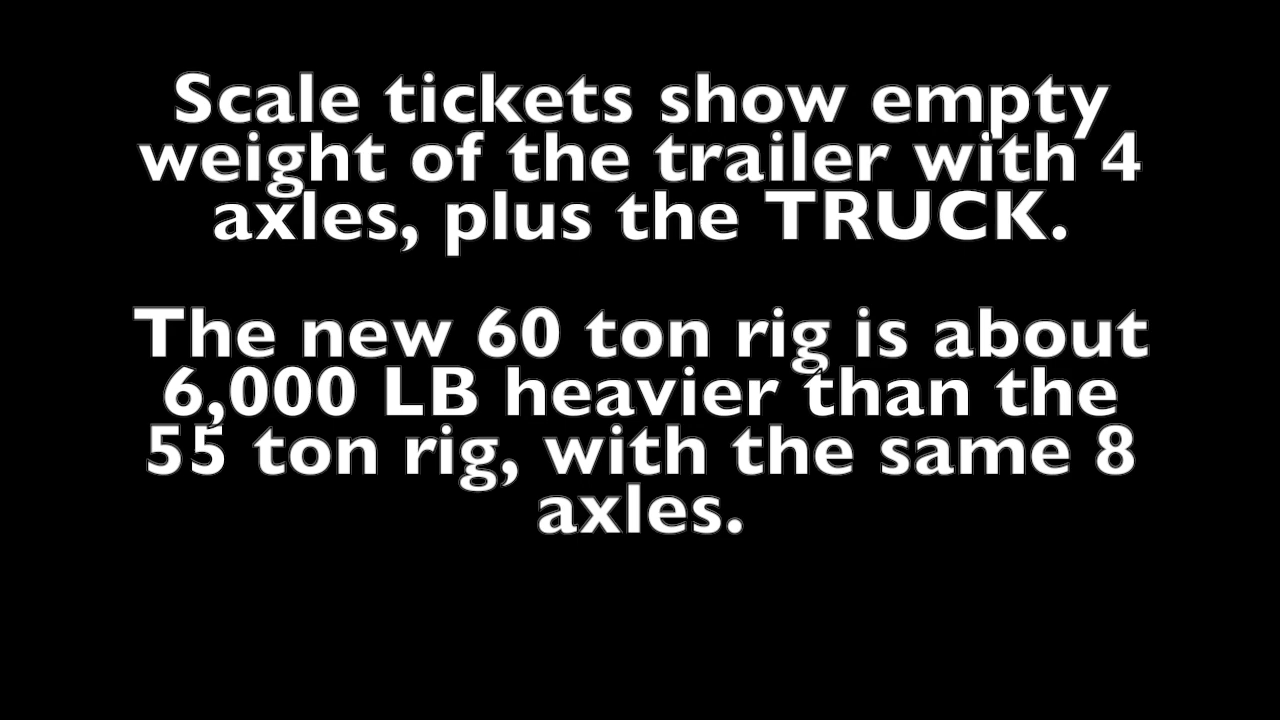 Scale tickets show empty
weight of the trailer with 4
axles, plus the TRUCK.
The new 60 ton rig is about
6,000 LB heavier than the
55 ton rig, with the same 8
axles.